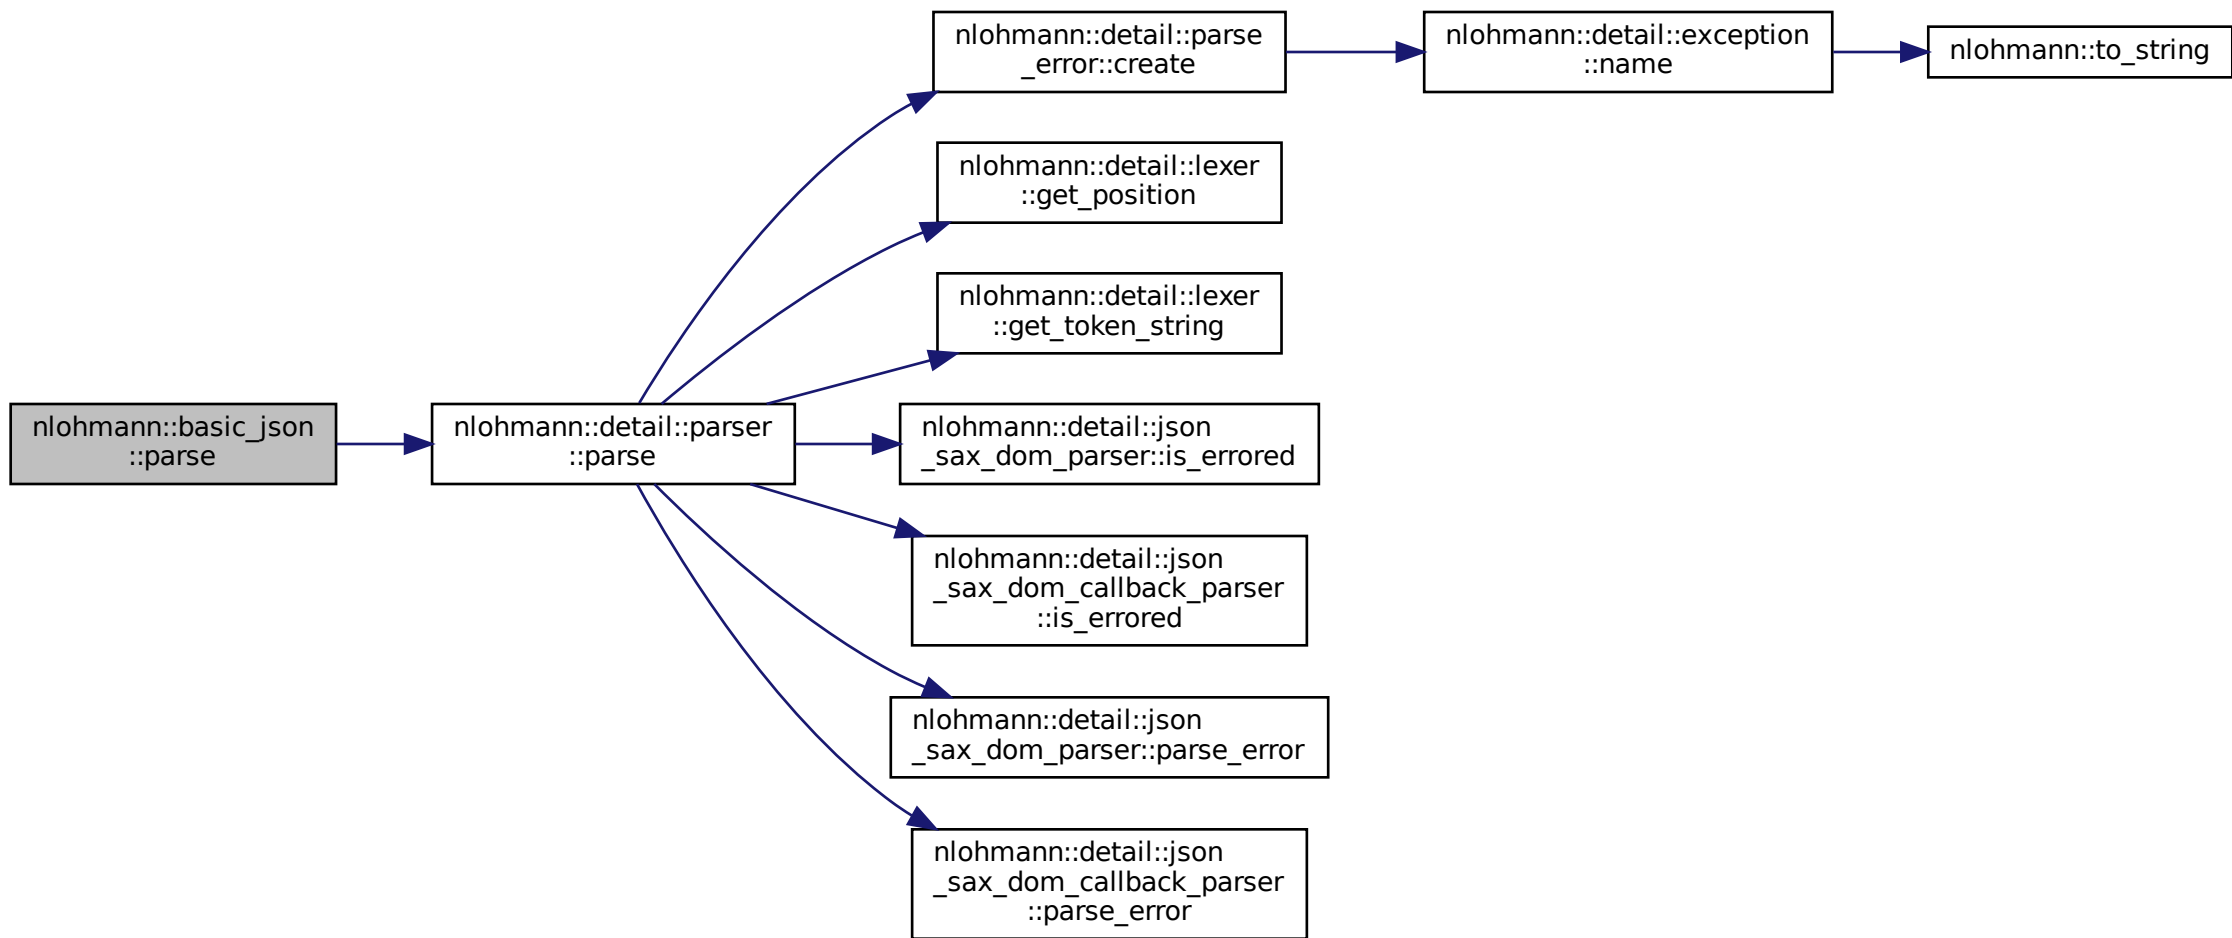 nlohmann::basic_json
::parse
nlohmann::detail::parser
::parse
nlohmann::detail::parse
_error::create
nlohmann::detail::exception
::name
nlohmann::to_string
nlohmann::detail::lexer
::get_position
nlohmann::detail::lexer
::get_token_string
nlohmann::detail::json
_sax_dom_parser::is_errored
nlohmann::detail::json
_sax_dom_callback_parser
::is_errored
nlohmann::detail::json
_sax_dom_parser::parse_error
nlohmann::detail::json
_sax_dom_callback_parser
::parse_error